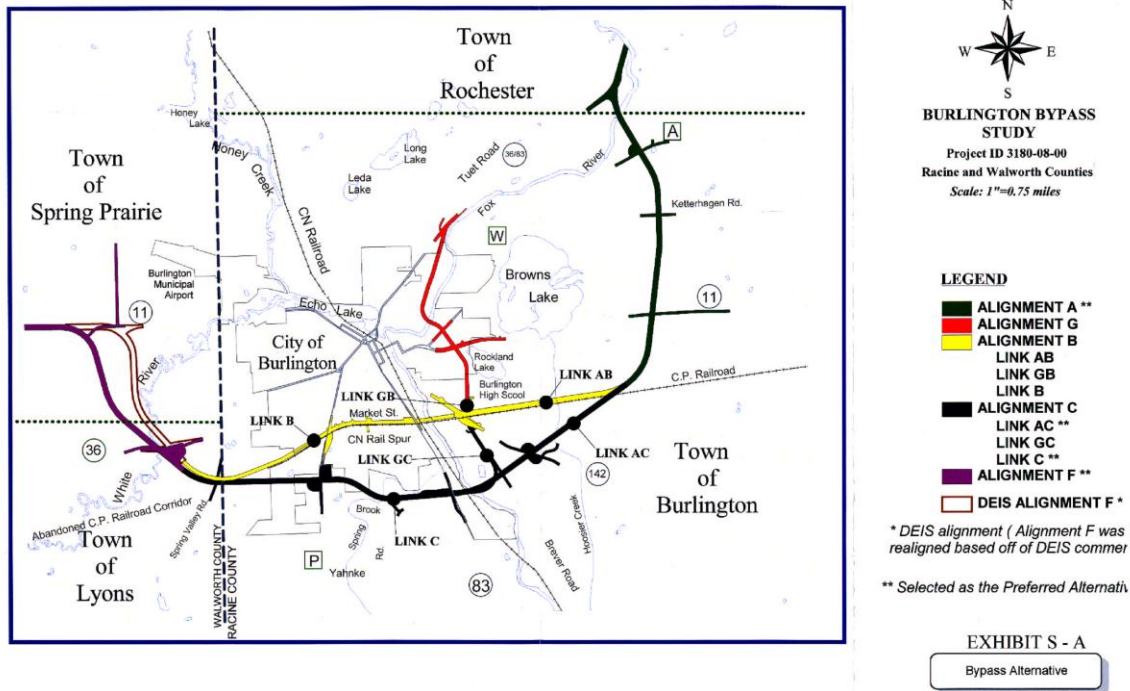 Town
of
Rochester
Honey
Lake
Honey
Creek
Long
Lake
Leda
Lake
Tuet Road
36/83
River
Fox
A
Ketterhagen Rd.
W
Town
of
Spring Prairie
CN Railroad
Burlington
Municipal
Airport
11
River
Echo Lake
Browns
Lake
11
City of
Burlington
Rockland
Lake
Burlington
High Scool
LINK AB
C.P. Railroad
LINK GB
Market St.
LINK B
CN Rail Spur
LINK GC
LINK AC
36
White
142
Town
of
Burlington
Abandoned C.P. Railroad Corridor
Spring Valley Rd.
Town
of
Lyons
WALWORTH COUNTY
RACINE COUNTY
P
Brook
Spring
Rd.
Yahnke
LINK C
83
Brever Road
Hoosier Creek
N
W
E
S
BURLINGTON BYPASS
STUDY
Project ID 3180-08-00
Racine and Walworth Counties
Scale: 1"=0.75 miles
LEGEND
ALIGNMENT A **
ALIGNMENT G
ALIGNMENT B
LINK AB
LINK GB
LINK B
ALIGNMENT C
LINK AC **
LINK GC
LINK C **
ALIGNMENT F **
DEIS ALIGNMENT F *
* DEIS alignment ( Alignment F was
realigned based off of DEIS commer
** Selected as the Preferred Alternativ
EXHIBIT S - A
Bypass Alternative